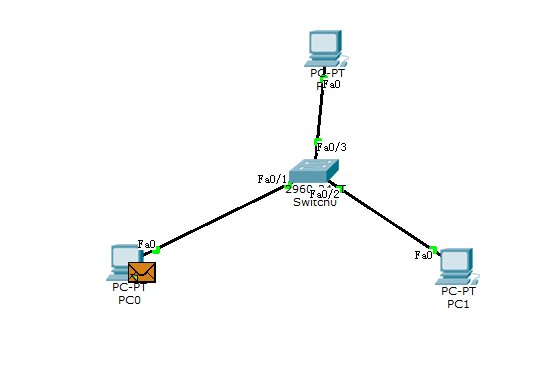 PC-PT
Fa0
Fa0/3
Fa0/1
Fa0/2
Switch0
Fa0
PC-PT
PC0
Fa0
PC-PT
PC1